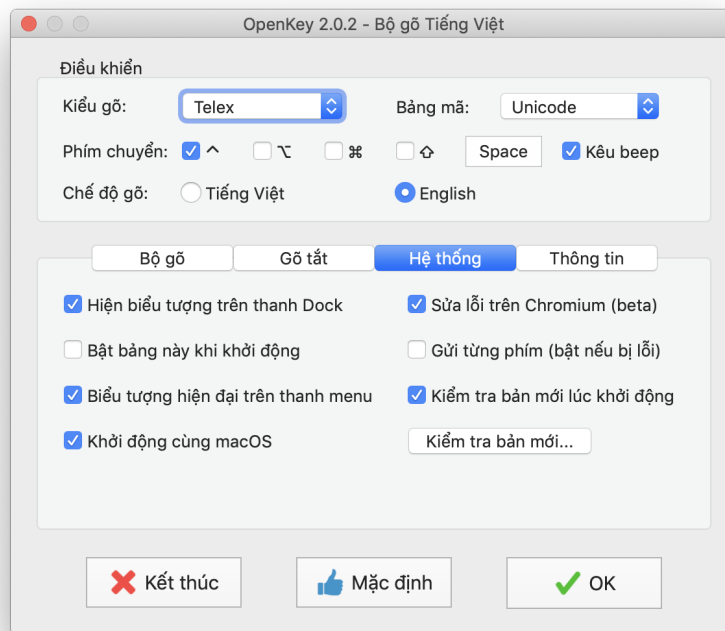 OpenKey 2.0.2 - Bộ gõ Tiếng Việt
Điều khiển
Kiểu gõ: Telex Bảng mã: Unicode
Phím chuyển: ^ ⌥ ⌘ ⇧ Space Kêu beep
Chế độ gõ: Tiếng Việt English
Bộ gõ Gõ tắt Hệ thống Thông tin
Hiện biểu tượng trên thanh Dock Sửa lỗi trên Chromium (beta)
Bật bảng này khi khởi động Gửi từng phím (bật nếu bị lỗi)
Biểu tượng hiện đại trên thanh menu Kiểm tra bản mới lúc khởi động
Khởi động cùng macOS Kiểm tra bản mới...
Kết thúc Mặc định OK